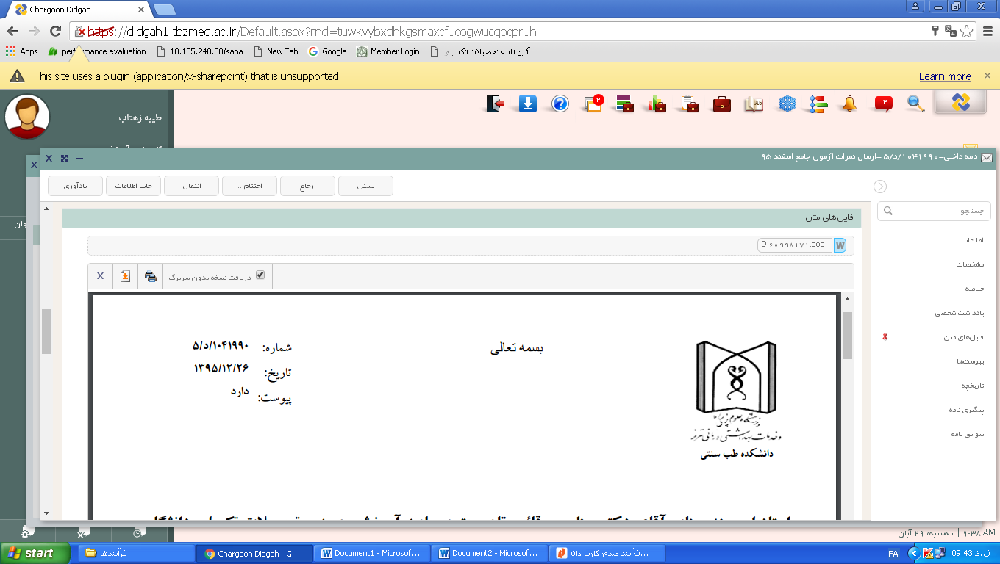 Chargoon Didgah
https://didgah1.tbzmed.ac.ir/Default.aspx?rnd=tuwkvybxdhkgsmaxcfucogwucqocpruh
Apps
performance evaluation
10.105.240.80/saba
New Tab
Google
Member Login
آئین نامه تحصیلات تکمیلی
This site uses a plugin (application/x-sharepoint) that is unsupported.
Learn more
طیبه زهتاب
۲
۲
نامه داخلی-۱۰۴۱۹۹۰/د/۵ -ارسال نمرات آزمون جامع اسفند ۹۵
بستن
ارجاع
اختتام...
انتقال
چاپ اطلاعات
یادآوری
جستجو
اطلاعات
مشخصات
خلاصه
یادداشت شخصی
فایل‌های متن
پیوست‌ها
تاریخچه
پیگیری نامه
سوابق نامه
فایل‌های متن
D!۶۰۹۹۸۱۷۱.doc
دریافت نسخه بدون سربرگ
بسمه تعالی
شماره: ۱۰۴۱۹۹۰/د/۵
تاریخ: ۱۳۹۵/۱۲/۲۶
پیوست: دارد
دانشگاه علوم پزشکی
و خدمات بهداشتی درمانی تبریز
دانشکده طب سنتی
۹:۳۸ AM | سه‌شنبه، ۲۹ آبان
start
فرآیندها
Chargoon Didgah - G...
Document1 - Microsof...
Document2 - Microsof...
فرآیند صدور کارت دان...
FA
09:43 ق.ظ